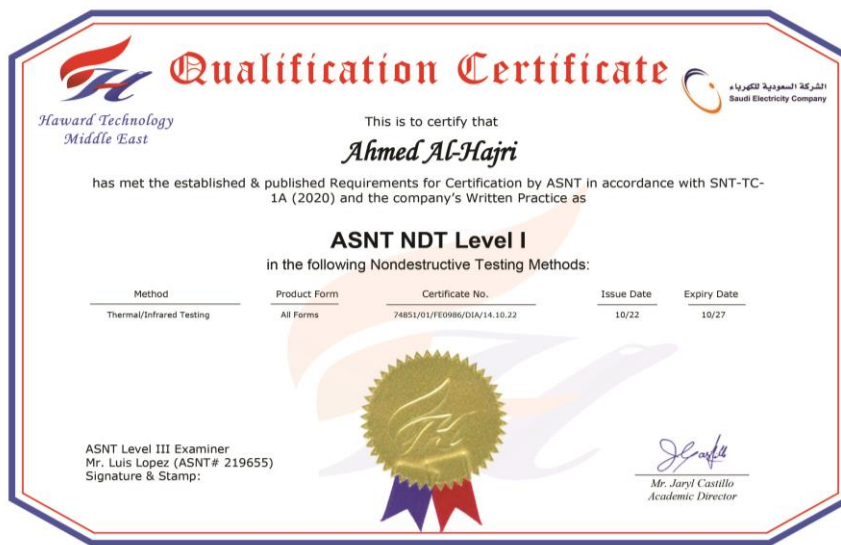 Qualification Certificate
Haward Technology
Middle East
الشركة السعودية للكهرباء
Saudi Electricity Company
This is to certify that
Ahmed Al-Hajri
has met the established & published Requirements for Certification by ASNT in accordance with SNT-TC-
1A (2020) and the company's Written Practice as
ASNT NDT Level I
in the following Nondestructive Testing Methods:
Method Product Form Certificate No. Issue Date Expiry Date
Thermal/Infrared Testing All Forms 74851/01/FE0986/DIA/14.10.22 10/22 10/27
ASNT Level III Examiner
Mr. Luis Lopez (ASNT# 219655)
Signature & Stamp:
Mr. Jaryl Castillo
Academic Director